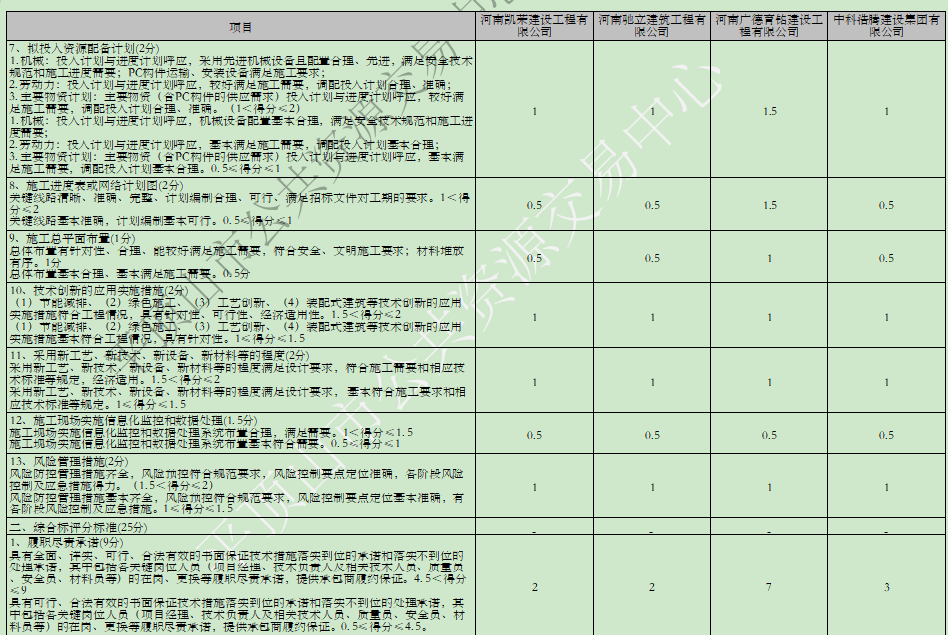 项目
河南凯荣建设工程有
限公司
河南驰立建筑工程有
限公司
河南广德育铭建设工
程有限公司
中科浩腾建设集团有
限公司
7、拟投入资源配备计划(2分)
1.机械：投入计划与进度计划呼应，采用先进机械设备且配置合理、先进，满足安全技术
规范和施工进度需要；PC构件运输、安装设备满足施工要求；
2.劳动力：投入计划与进度计划呼应，较好满足施工需要，调配投入计划合理、准确；
3.主要物资计划：主要物资（含PC构件的供应需求）投入计划与进度计划呼应，较好满
足施工需要，调配投入计划合理、准确。（1＜得分≤2）
1.机械：投入计划与进度计划呼应，机械设备配置基本合理，满足安全技术规范和施工进
度需要；
2.劳动力：投入计划与进度计划呼应，基本满足施工需要，调配投入计划基本合理；
3.主要物资计划：主要物资（含PC构件的供应需求）投入计划与进度计划呼应，基本满
足施工需要，调配投入计划基本合理。0.5≤得分≤1
1
1
1.5
1
8、施工进度表或网络计划图(2分)
关键线路清晰、准确、完整、计划编制合理、可行、满足招标文件对工期的要求。1＜得
分≤2
关键线路基本准确，计划编制基本可行。0.5＜得分≤1
0.5
0.5
1.5
0.5
9、施工总平面布置(1分)
总体布置有针对性、合理、能较好满足施工需要，符合安全、文明施工要求；材料堆放
有序。1分
总体布置基本合理、基本满足施工需要。0.5分
0.5
0.5
1
0.5
10、技术创新的应用实施措施(2分)
（1）节能减排、（2）绿色施工、（3）工艺创新、（4）装配式建筑等技术创新的应用
实施措施符合工程情况，具有针对性、可行性、经济适用性。1.5＜得分≤2
（1）节能减排、（2）绿色施工、（3）工艺创新、（4）装配式建筑等技术创新的应用
实施措施基本符合工程情况，具有针对性。1≤得分≤1.5
1
1
1
1
11、采用新工艺、新技术、新设备、新材料等的程度(2分)
采用新工艺、新技术、新设备、新材料等的程度满足设计要求，符合施工需要和相应技
术标准等规定，经济适用。1.5＜得分≤2
采用新工艺、新技术、新设备、新材料等的程度满足设计要求， 基本符合施工要求和相
应技术标准等规定。1≤得分≤1.5
1
1
1
1
12、施工现场实施信息化监控和数据处理(1.5分)
施工现场实施信息化监控和数据处理系统布置合理，满足需要。1＜得分≤1.5
施工现场实施信息化监控和数据处理系统布置基本符合需要。0.5≤得分≤1
0.5
0.5
0.5
0.5
13、风险管理措施(2分)
风险防控管理措施齐全，风险预控符合规范要求，风险控制要点定位准确，各阶段风险
控制及应急措施得力。（1.5＜得分≤2）
风险防控管理措施基本齐全，风险预控符合规范要求，风险控制要点定位基本准确，有
各阶段风险控制及应急措施。1≤得分≤1.5
1
1
1
1
二、综合标评分标准(25分)
-
-
-
-
1、履职尽责承诺(9分)
具有全面、详实、可行、合法有效的书面保证技术措施落实到位的承诺和落实不到位的
处理承诺，其中包括各关键岗位人员（项目经理、技术负责人及相关技术人员、质量员
、安全员、材料员等）的在岗、更换等履职尽责承诺，提供承包商履约保证。4.5＜得分
≤9
具有可行、合法有效的书面保证技术措施落实到位的承诺和落实不到位的处理承诺，其
中包括各关键岗位人员（项目经理、技术负责人及相关技术人员、质量员、安全员、材
料员等）的在岗、更换等履职尽责承诺，提供承包商履约保证。0.5≤得分≤4.5。
2
2
7
3
平顶山市公共资源交易中心